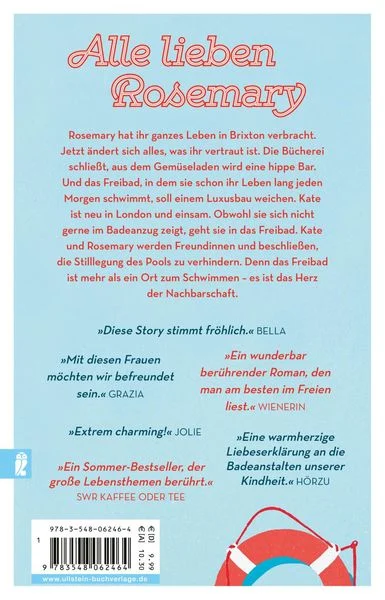 Alle lieben
Rosemary
Rosemary hat ihr ganzes Leben in Brixton verbracht.
Jetzt ändert sich alles, was ihr vertraut ist. Die Bücherei
schließt, aus dem Gemüseladen wird eine hippe Bar.
Und das Freibad, in dem sie schon ihr Leben lang jeden
Morgen schwimmt, soll einem Luxusbau weichen. Kate
ist neu in London und einsam. Obwohl sie sich nicht
gerne im Badeanzug zeigt, geht sie in das Freibad. Kate
und Rosemary werden Freundinnen und beschließen,
die Stilllegung des Pools zu verhindern. Denn das Freibad
ist mehr als ein Ort zum Schwimmen – es ist das Herz
der Nachbarschaft.
»Diese Story stimmt fröhlich.« BELLA
»Mit diesen Frauen
möchten wir befreundet
sein.« GRAZIA
»Ein wunderbar
berührender Roman, den
man am besten im Freien
liest.« WIENERIN
»Extrem charming!« JOLIE
»Eine warmherzige
Liebeserklärung an die
Badeanstalten unserer
Kindheit.« HÖRZU
»Ein Sommer-Bestseller, der
große Lebensthemen berührt.«
SWR KAFFEE ODER TEE
978-3-548-06246-4
€ (D) 9,99
€ (A) 10,30
1
9 783548 062464
www.ullstein-buchverlage.de